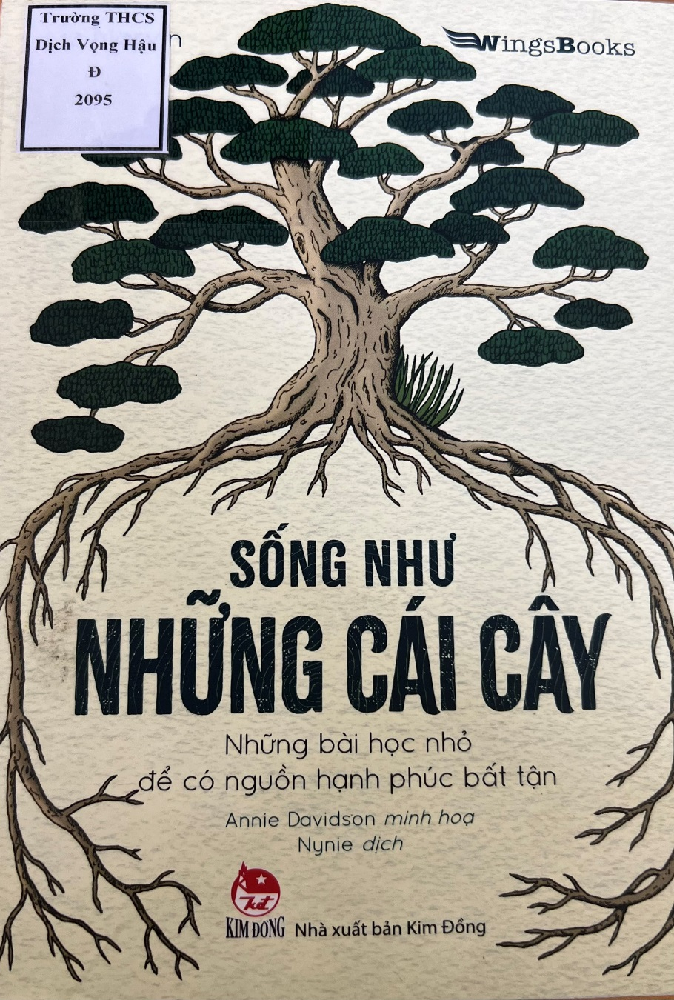 Trường THCS
Dịch Vọng Hậu
Đ
2095
WingsBooks
SỐNG NHƯ
NHỮNG CÁI CÂY
Những bài học nhỏ
để có nguồn hạnh phúc bất tận
Annie Davidson minh hoạ
Nynie dịch
KIM ĐỒNG Nhà xuất bản Kim Đồng